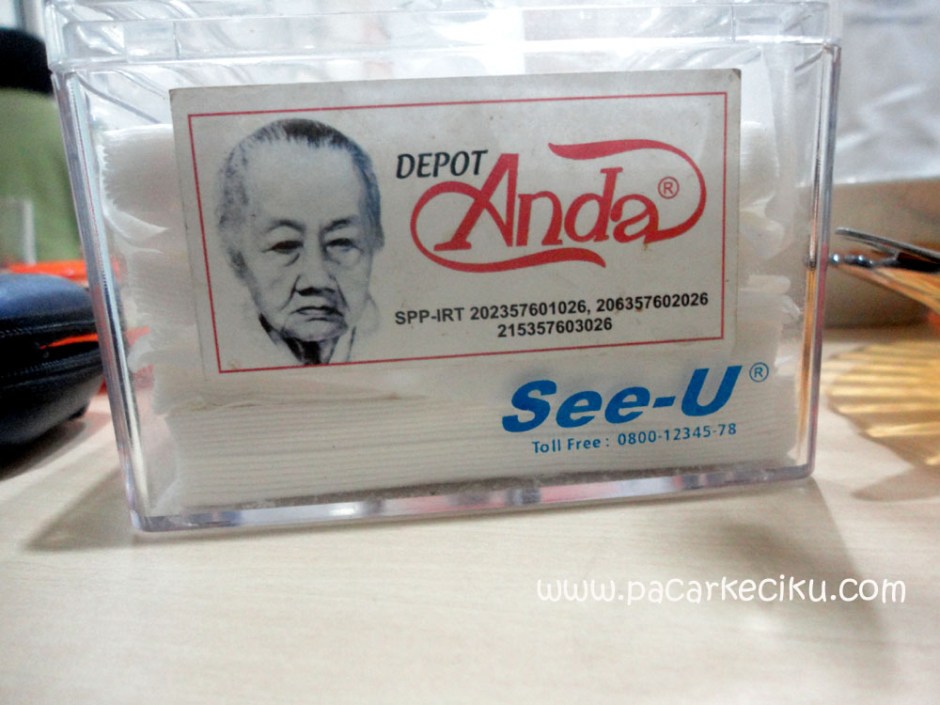 DEPOT
Anda®
SPP-IRT 202357601026, 206357602026
215357603026
See-U®
Toll Free : 0800-12345-78
www.pacarkeciku.com